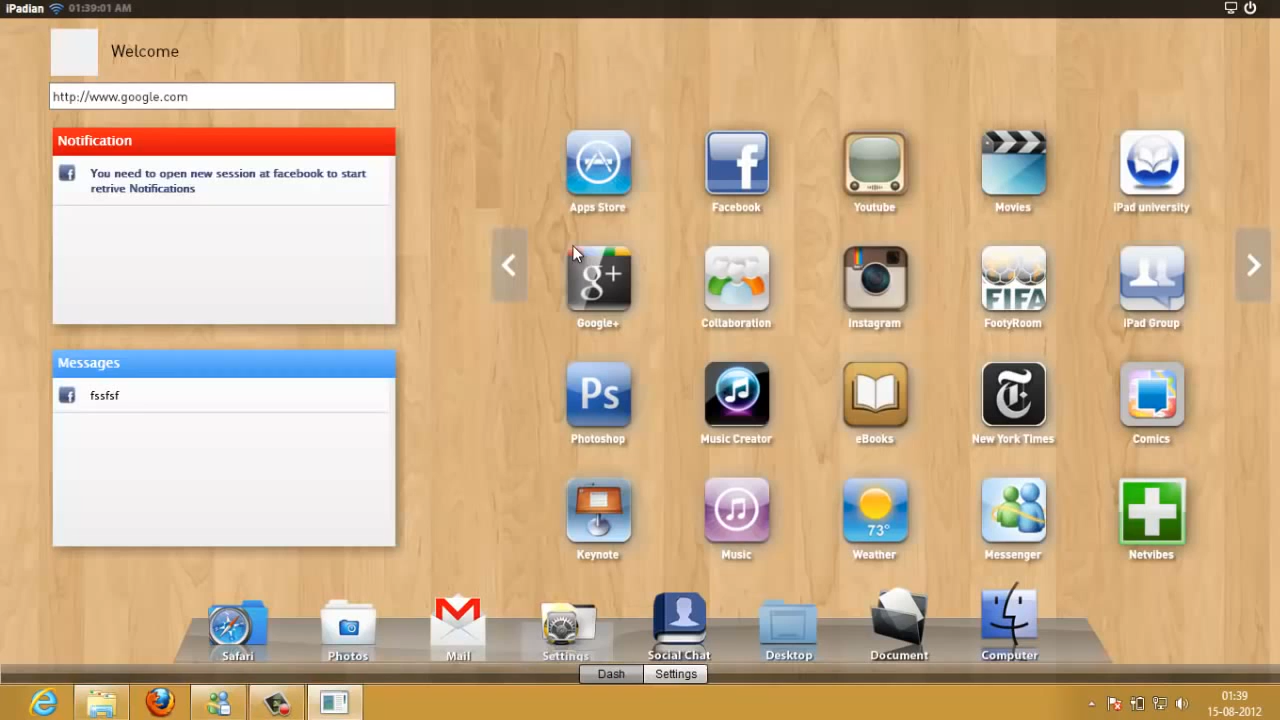 iPadian 01:39:01 AM
Welcome
http://www.google.com
Notification
You need to open new session at facebook to start
retrive Notifications
Messages
fssfsf
Apps Store
Facebook
Youtube
Movies
iPad university
g+
Google+
Collaboration
Instagram
FIFA
FootyRoom
iPad Group
Ps
Photoshop
Music Creator
eBooks
New York Times
Comics
Keynote
Music
73°
Weather
Messenger
Netvibes
Safari
Photos
Mail
Settings
Social Chat
Desktop
Document
Computer
Dash
Settings
01:39
15-08-2012